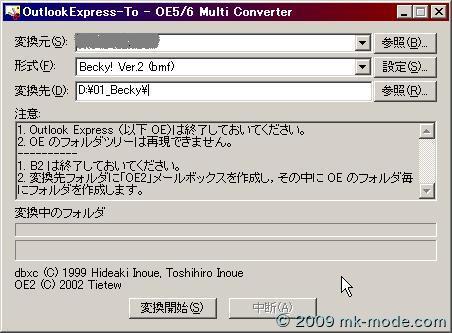 OutlookExpress-To - OE5/6 Multi Converter
変換元(S):
参照(B)...
形式(F):
Becky! Ver.2 (bmf)
設定(S)...
変換先(D):
D:¥01_Becky¥
参照(R)...
注意:
1. Outlook Express (以下 OE)は終了しておいてください。
2. OE のフォルダツリーは再現できません。
----------
1. B2 は終了しておいてください。
2. 変換先フォルダに「OE2」メールボックスを作成し、その中に OE のフォルダ毎
にフォルダを作成します。
変換中のフォルダ
dbxc (C) 1999 Hideaki Inoue, Toshihiro Inoue
OE2 (C) 2002 Tietew
変換開始(S)
中断(A)
© 2009 mk-mode.com